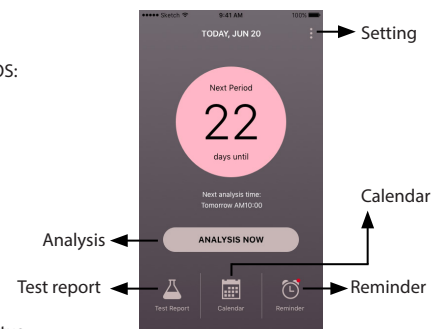 Sketch 9:41 AM 100%
TODAY, JUN 20
Setting
OS:
Next Period
22
days until
Next analysis time:
Tomorrow AM10:00
Calendar
Analysis
ANALYSIS NOW
Test report
Reminder
Test Report Calendar Reminder